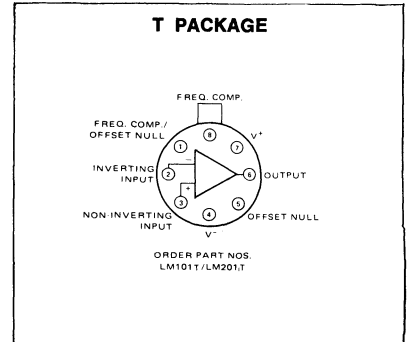 T PACKAGE
FREQ. COMP.
FREQ. COMP./
OFFSET NULL
8
V+
1
7
−
INVERTING
INPUT
2
6
OUTPUT
+
3
5
NON-INVERTING
INPUT
4
OFFSET NULL
V−
ORDER PART NOS.
LM101T/LM201T